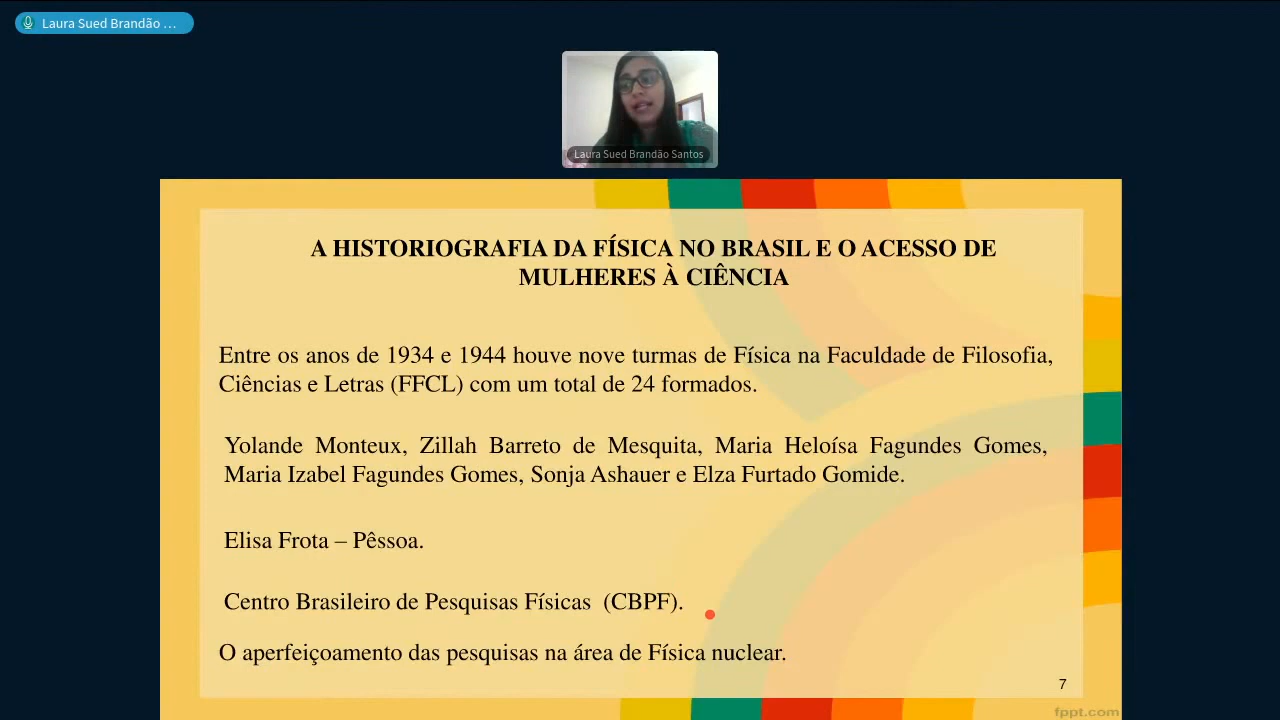 Laura Sued Brandão ...
Laura Sued Brandão Santos
A HISTORIOGRAFIA DA FÍSICA NO BRASIL E O ACESSO DE
MULHERES À CIÊNCIA
Entre os anos de 1934 e 1944 houve nove turmas de Física na Faculdade de Filosofia,
Ciências e Letras (FFCL) com um total de 24 formados.
Yolande Monteux, Zillah Barreto de Mesquita, Maria Heloísa Fagundes Gomes,
Maria Izabel Fagundes Gomes, Sonja Ashauer e Elza Furtado Gomide.
Elisa Frota – Pêssoa.
Centro Brasileiro de Pesquisas Físicas (CBPF).
O aperfeiçoamento das pesquisas na área de Física nuclear.
7
fppt.com